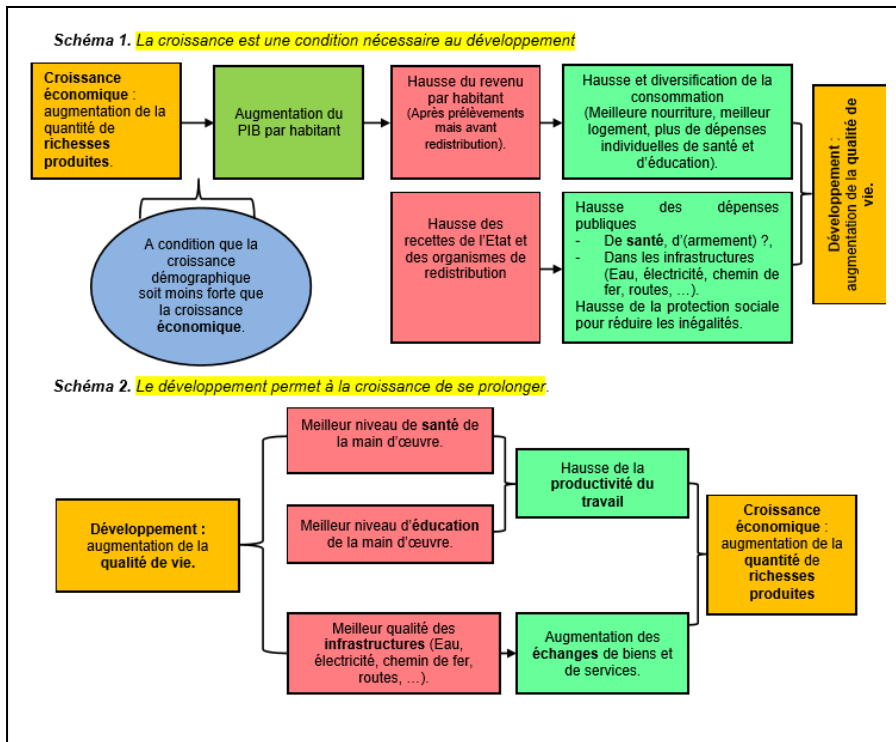 Schéma 1. La croissance est une condition nécessaire au développement
Croissance
économique :
augmentation de la
quantité de
richesses
produites.
Augmentation du
PIB par habitant
Hausse du revenu
par habitant
(Après prélèvements
mais avant
redistribution).
Hausse et diversification de la
consommation
(Meilleure nourriture, meilleur
logement, plus de dépenses
individuelles de santé et
d'éducation).
Développement :
augmentation de la qualité de
vie.
A condition que la
croissance
démographique
soit moins forte que
la croissance
économique.
Hausse des
recettes de l'Etat et
des organismes de
redistribution
Hausse des dépenses
publiques
- De santé, d'(armement) ?,
- Dans les infrastructures
(Eau, électricité, chemin de
fer, routes, …).
Hausse de la protection sociale
pour réduire les inégalités.
Schéma 2. Le développement permet à la croissance de se prolonger.
Développement :
augmentation de la
qualité de vie.
Meilleur niveau de santé de
la main d'œuvre.
Meilleur niveau d'éducation
de la main d'œuvre.
Meilleur qualité des
infrastructures (Eau,
électricité, chemin de fer,
routes, …).
Hausse de la
productivité du
travail
Augmentation des
échanges de biens et
de services.
Croissance
économique :
augmentation de la
quantité de
richesses
produites